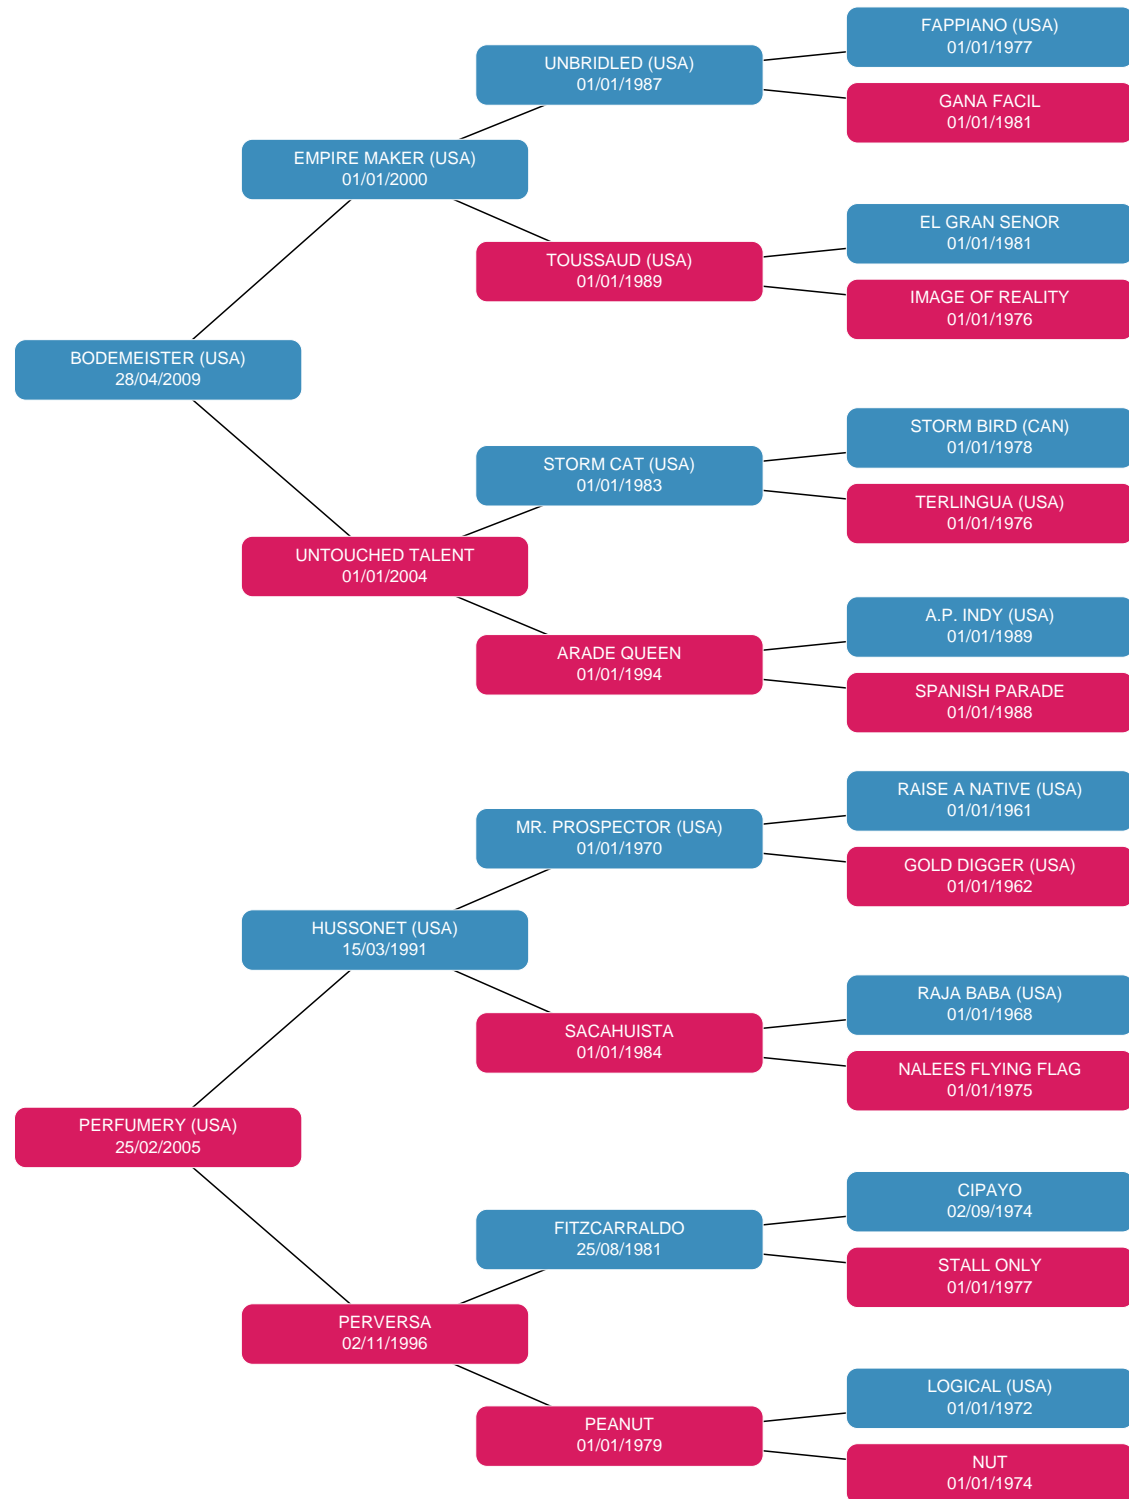 FAPPIANO (USA)
01/01/1977
UNBRIDLED (USA)
01/01/1987
GANA FACIL
01/01/1981
EMPIRE MAKER (USA)
01/01/2000
EL GRAN SENOR
01/01/1981
TOUSSAUD (USA)
01/01/1989
IMAGE OF REALITY
01/01/1976
BODEMEISTER (USA)
28/04/2009
STORM BIRD (CAN)
01/01/1978
STORM CAT (USA)
01/01/1983
TERLINGUA (USA)
01/01/1976
UNTOUCHED TALENT
01/01/2004
A.P. INDY (USA)
01/01/1989
ARADE QUEEN
01/01/1994
SPANISH PARADE
01/01/1988
RAISE A NATIVE (USA)
01/01/1961
MR. PROSPECTOR (USA)
01/01/1970
GOLD DIGGER (USA)
01/01/1962
HUSSONET (USA)
15/03/1991
RAJA BABA (USA)
01/01/1968
SACAHUISTA
01/01/1984
NALEES FLYING FLAG
01/01/1975
PERFUMERY (USA)
25/02/2005
CIPAYO
02/09/1974
FITZCARRALDO
25/08/1981
STALL ONLY
01/01/1977
PERVERSA
02/11/1996
LOGICAL (USA)
01/01/1972
PEANUT
01/01/1979
NUT
01/01/1974